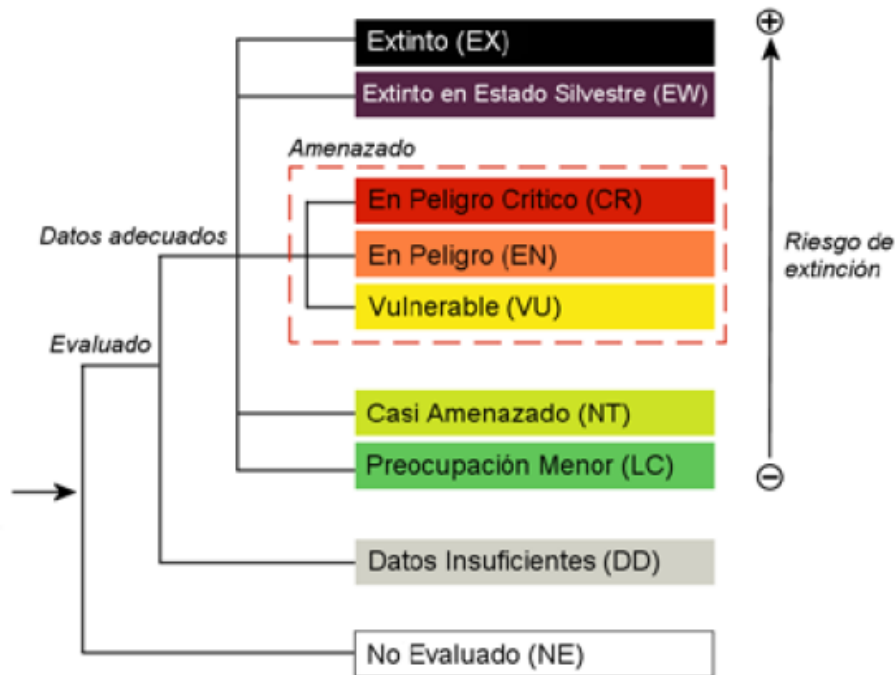 Extinto (EX)
Extinto en Estado Silvestre (EW)
Amenazado
En Peligro Crítico (CR)
Datos adecuados
En Peligro (EN)
Riesgo de
extinción
Vulnerable (VU)
Evaluado
Casi Amenazado (NT)
Preocupación Menor (LC)
Datos Insuficientes (DD)
No Evaluado (NE)